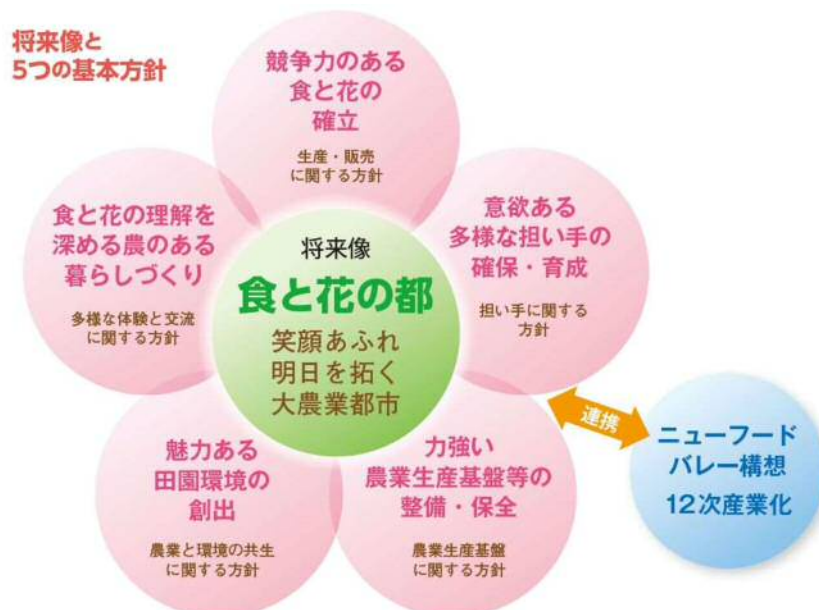 将来像と
5つの基本方針
競争力のある
食と花の
確立
生産・販売
に関する方針
意欲ある
多様な担い手の
確保・育成
担い手に関する
方針
力強い
農業生産基盤等の
整備・保全
農業生産基盤
に関する方針
魅力ある
田園環境の
創出
農業と環境の共生
に関する方針
食と花の理解を
深める農のある
暮らしづくり
多様な体験と交流
に関する方針
将来像
食と花の都
笑顔あふれ
明日を拓く
大農業都市
連携
ニューフード
バレー構想
12次産業化